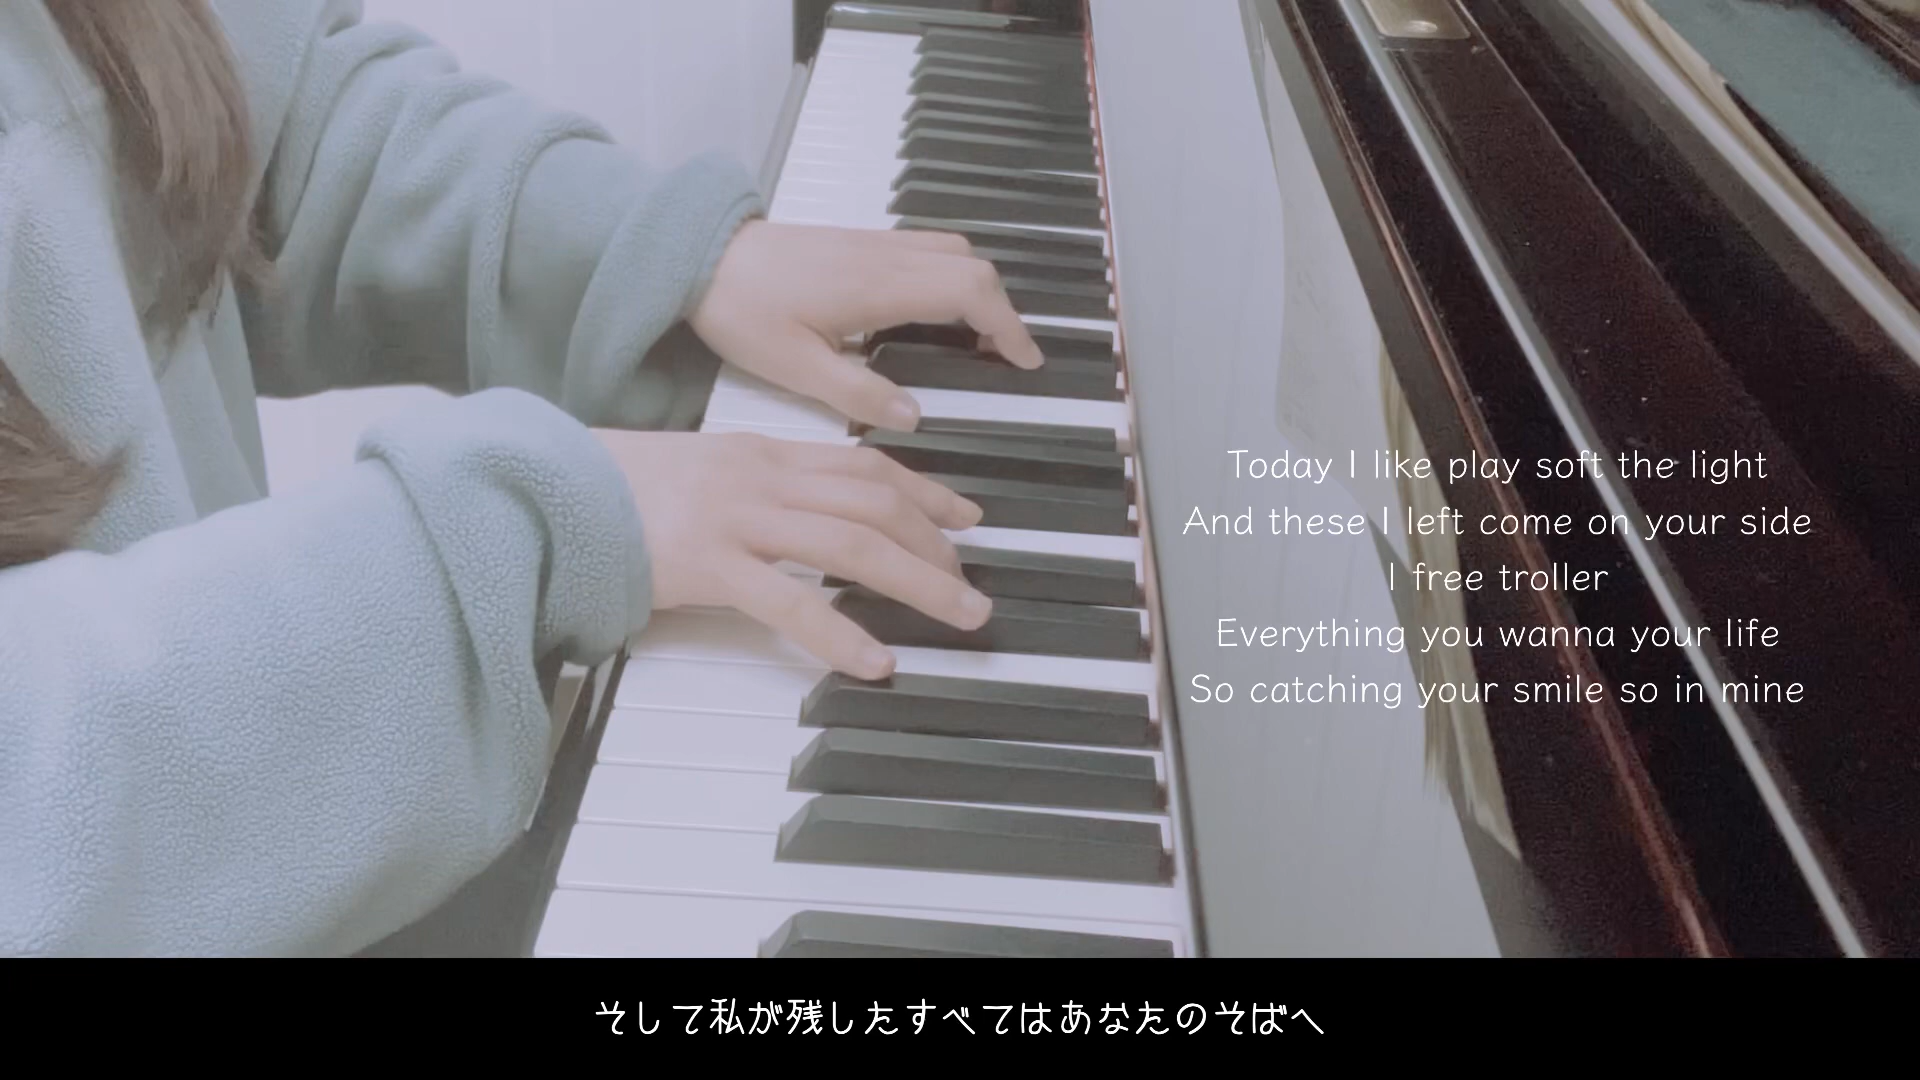 Today I like play soft the light
And these I left come on your side
I free troller
Everything you wanna your life
So catching your smile so in mine
そして私が残したすべてはあなたのそばへ